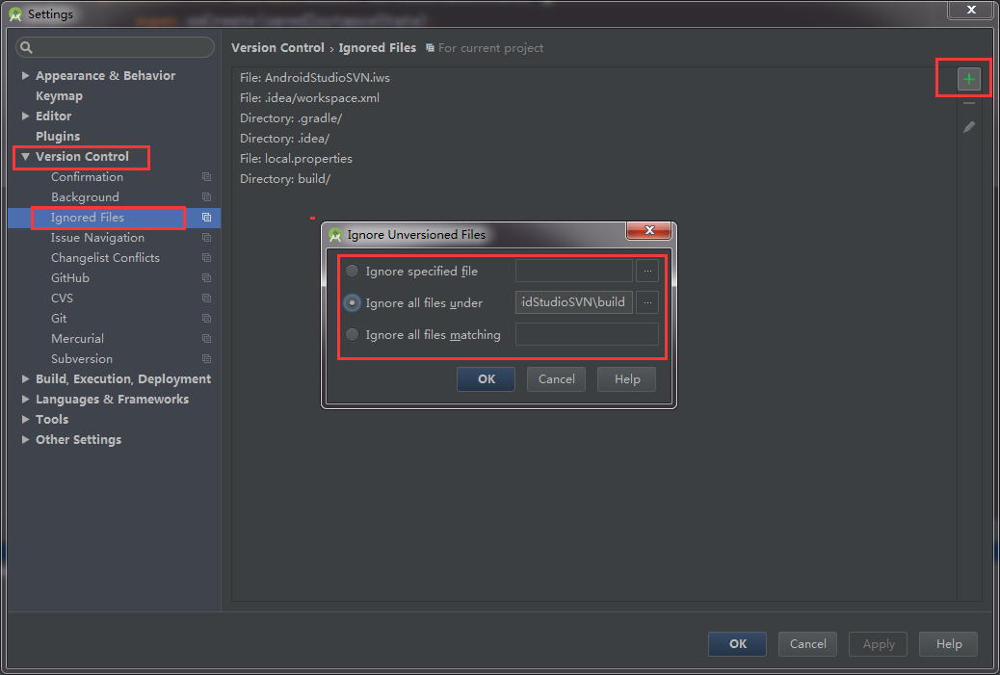 Settings
Version Control › Ignored Files For current project
Appearance & Behavior
Keymap
Editor
Plugins
Version Control
Confirmation
Background
Ignored Files
Issue Navigation
Changelist Conflicts
GitHub
CVS
Git
Mercurial
Subversion
Build, Execution, Deployment
Languages & Frameworks
Tools
Other Settings
File: AndroidStudioSVN.iws
File: .idea/workspace.xml
Directory: .gradle/
Directory: .idea/
File: local.properties
Directory: build/
Ignore Unversioned Files
Ignore specified file ...
Ignore all files under idStudioSVN\build ...
Ignore all files matching
OK Cancel Help
OK Cancel Apply Help